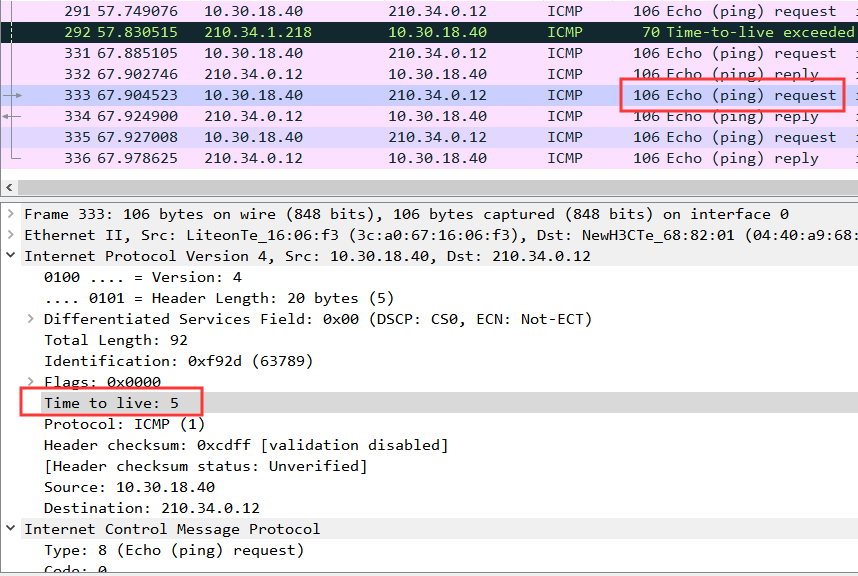 291 57.749076 10.30.18.40 210.34.0.12 ICMP 106 Echo (ping) request
292 57.830515 210.34.1.218 10.30.18.40 ICMP 70 Time-to-live exceeded
331 67.885105 10.30.18.40 210.34.0.12 ICMP 106 Echo (ping) request
332 67.902746 210.34.0.12 10.30.18.40 ICMP 106 Echo (ping) reply
333 67.904523 10.30.18.40 210.34.0.12 ICMP 106 Echo (ping) request
334 67.924900 210.34.0.12 10.30.18.40 ICMP 106 Echo (ping) reply
335 67.927008 10.30.18.40 210.34.0.12 ICMP 106 Echo (ping) request
336 67.978625 210.34.0.12 10.30.18.40 ICMP 106 Echo (ping) reply
Frame 333: 106 bytes on wire (848 bits), 106 bytes captured (848 bits) on interface 0
Ethernet II, Src: LiteonTe_16:06:f3 (3c:a0:67:16:06:f3), Dst: NewH3CTe_68:82:01 (04:40:a9:68:
Internet Protocol Version 4, Src: 10.30.18.40, Dst: 210.34.0.12
0100 .... = Version: 4
.... 0101 = Header Length: 20 bytes (5)
Differentiated Services Field: 0x00 (DSCP: CS0, ECN: Not-ECT)
Total Length: 92
Identification: 0xf92d (63789)
Flags: 0x0000
Time to live: 5
Protocol: ICMP (1)
Header checksum: 0xcdff [validation disabled]
[Header checksum status: Unverified]
Source: 10.30.18.40
Destination: 210.34.0.12
Internet Control Message Protocol
Type: 8 (Echo (ping) request)
Code: 0